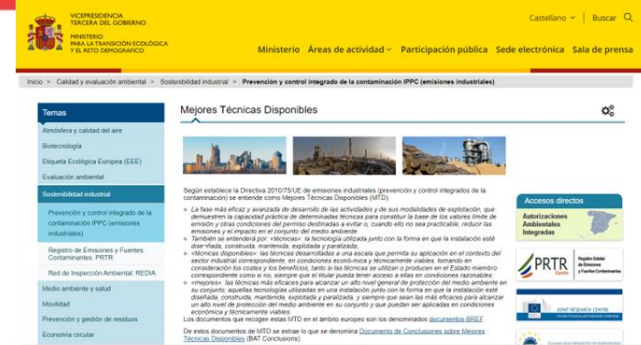 VICEPRESIDENCIA
TERCERA DEL GOBIERNO
MINISTERIO
PARA LA TRANSICIÓN ECOLÓGICA
Y EL RETO DEMOGRÁFICO
Castellano
Buscar
Ministerio Áreas de actividad Participación pública Sede electrónica Sala de prensa
Inicio > Calidad y evaluación ambiental > Sostenibilidad industrial > Prevención y control integrado de la contaminación IPPC (emisiones industriales)
Temas
Atmósfera y calidad del aire
Biotecnología
Etiqueta Ecológica Europea (EEE)
Evaluación ambiental
Sostenibilidad industrial
Prevención y control integrado de la
contaminación IPPC (emisiones
industriales)
Registro de Emisiones y Fuentes
Contaminantes: PRTR
Red de Inspección Ambiental: REDIA
Medio ambiente y salud
Movilidad
Prevención y gestión de residuos
Economía circular
Mejores Técnicas Disponibles
Según establece la Directiva 2010/75/UE de emisiones industriales (prevención y control integrados de la
contaminación) se entiende como Mejores Técnicas Disponibles (MTD)
La fase más eficaz y avanzada de desarrollo de las actividades y de sus modalidades de explotación, que
demuestren la capacidad práctica de determinadas técnicas para constituir la base de los valores límite de
emisión y otras condiciones del permiso destinadas a evitar o, cuando ello no sea practicable, reducir las
emisiones y el impacto en el conjunto del medio ambiente.
También se entenderá por: «técnicas»: la tecnología utilizada junto con la forma en que la instalación esté
diseñada, construida, mantenida, explotada y paralizada;
«técnicas disponibles»: las técnicas desarrolladas a una escala que permita su aplicación en el contexto del
sector industrial correspondiente, en condiciones económica y técnicamente viables, tomando en
consideración los costes y los beneficios, tanto si las técnicas se utilizan o producen en el Estado miembro
correspondiente como si no, siempre que el titular pueda tener acceso a ellas en condiciones razonables;
«mejores»: las técnicas más eficaces para alcanzar un alto nivel general de protección del medio ambiente en
su conjunto; aquellas tecnologías utilizadas en una instalación junto con la forma en que la instalación esté
diseñada, construida, mantenida, explotada y paralizada, y siempre que sean las más eficaces para alcanzar
un alto nivel de protección del medio ambiente en su conjunto y que puedan ser aplicadas en condiciones
económica y técnicamente viables.
Los documentos que recogen estas MTD en el ámbito europeo son los denominados documentos BREF.
De estos documentos de MTD se extrae lo que se denomina Documento de Conclusiones sobre Mejores
Técnicas Disponibles (BAT Conclusions).
Accesos directos
Autorizaciones
Ambientales
Integradas
PRTR
España
Registro Estatal
de Emisiones
y Fuentes Contaminantes
JOINT RESEARCH CENTRE